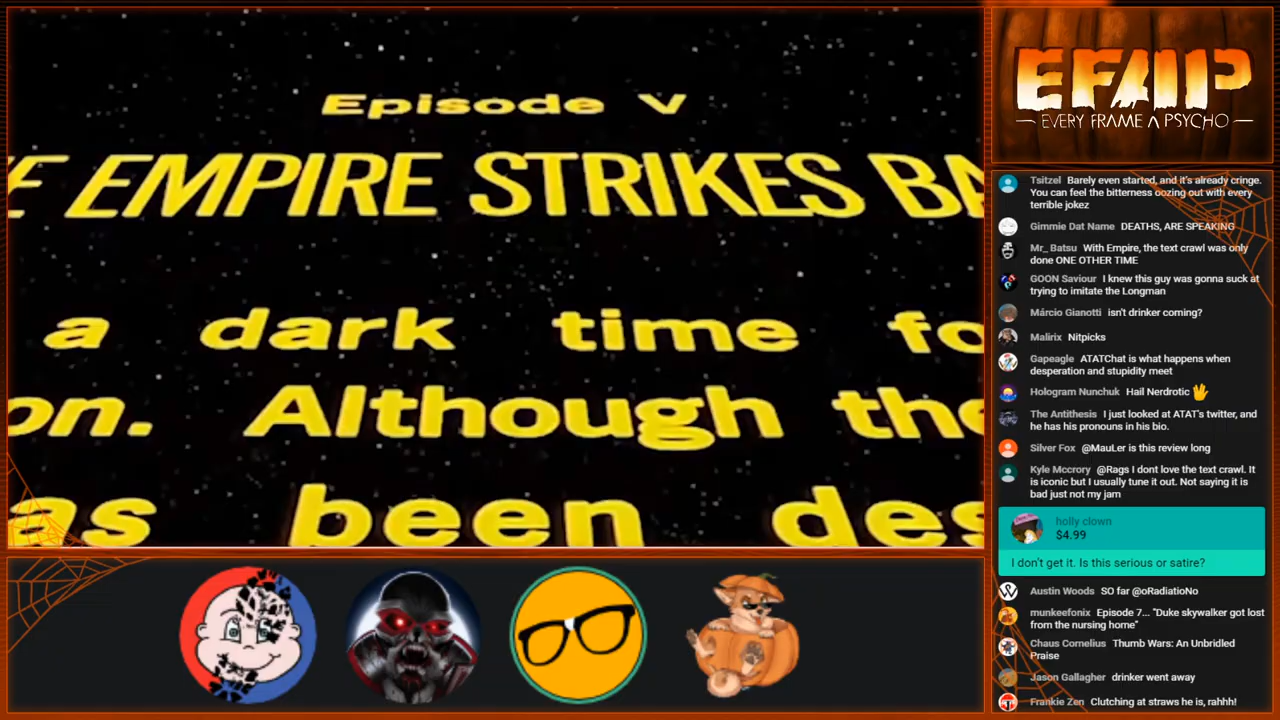 Episode V
E EMPIRE STRIKES BA
a dark time fo
on. Although the
as been des
EFAP
EVERY FRAME A PSYCHO
Tsitzel Barely even started, and it's already cringe.
You can feel the bitterness oozing out with every
terrible jokez
Gimmie Dat Name DEATHS, ARE SPEAKING
Mr_Batsu With Empire, the text crawl was only
done ONE OTHER TIME
GOON Saviour I knew this guy was gonna suck at
trying to imitate the Longman
Márcio Gianotti isn't drinker coming?
Malirix Nitpicks
Gapeagle ATATChat is what happens when
desperation and stupidity meet
Hologram Nunchuk Hail Nerdrotic 🖖
The Antithesis I just looked at ATAT's twitter, and
he has his pronouns in his bio.
Silver Fox @MauLer is this review long
Kyle Mccrory @Rags I dont love the text crawl. It
is iconic but I usually tune it out. Not saying it is
bad just not my jam
holly clown
$4.99
I don't get it. Is this serious or satire?
Austin Woods SO far @oRadiatioNo
munkeefonix Episode 7... "Duke skywalker got lost
from the nursing home"
Chaus Cornelius Thumb Wars: An Unbridled
Praise
Jason Gallagher drinker went away
Frankie Zen Clutching at straws he is, rahhh!